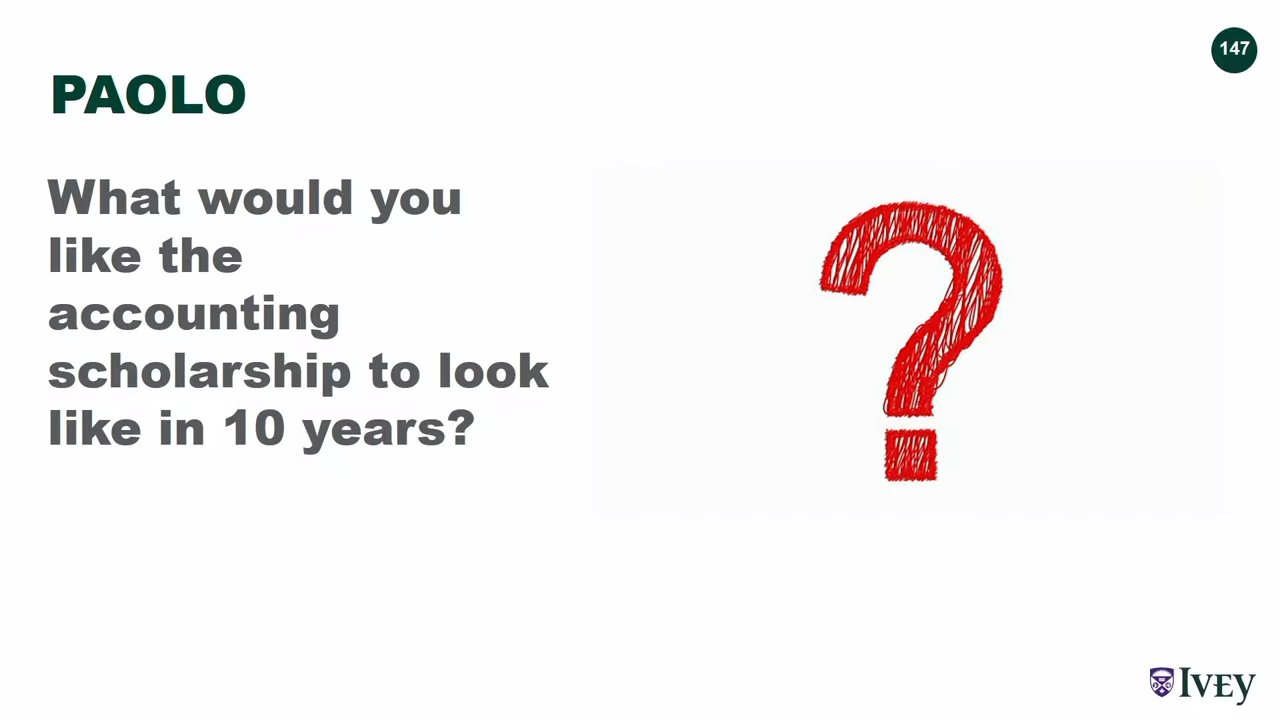 147
PAOLO
What would you
like the
accounting
scholarship to look
like in 10 years?
IVEY